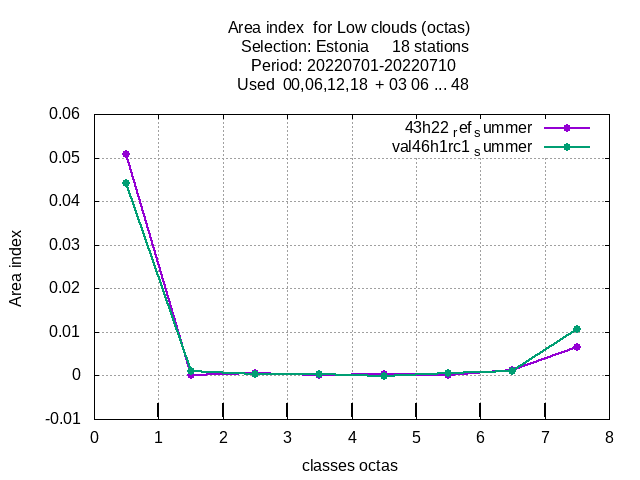 Area index  for Low clouds (octas)
Selection: Estonia     18 stations
Period: 20220701-20220710
Used  00,06,12,18  + 03 06 ... 48
43h22refsummer
val46h1rc1summer
0.06
0.05
0.04
0.03
0.02
0.01
0
-0.01
Area index
0 1 2 3 4 5 6 7 8
classes octas